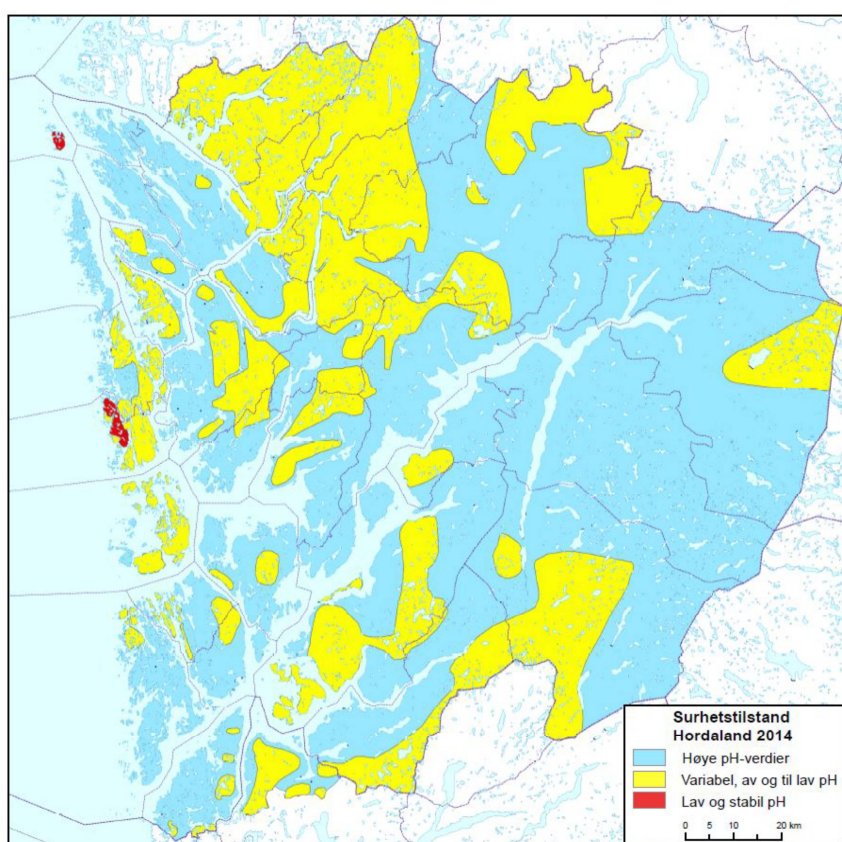 Surhetstilstand
Hordaland 2014
Høye pH-verdier
Variabel, av og til lav pH
Lav og stabil pH
0 5 10 20 km